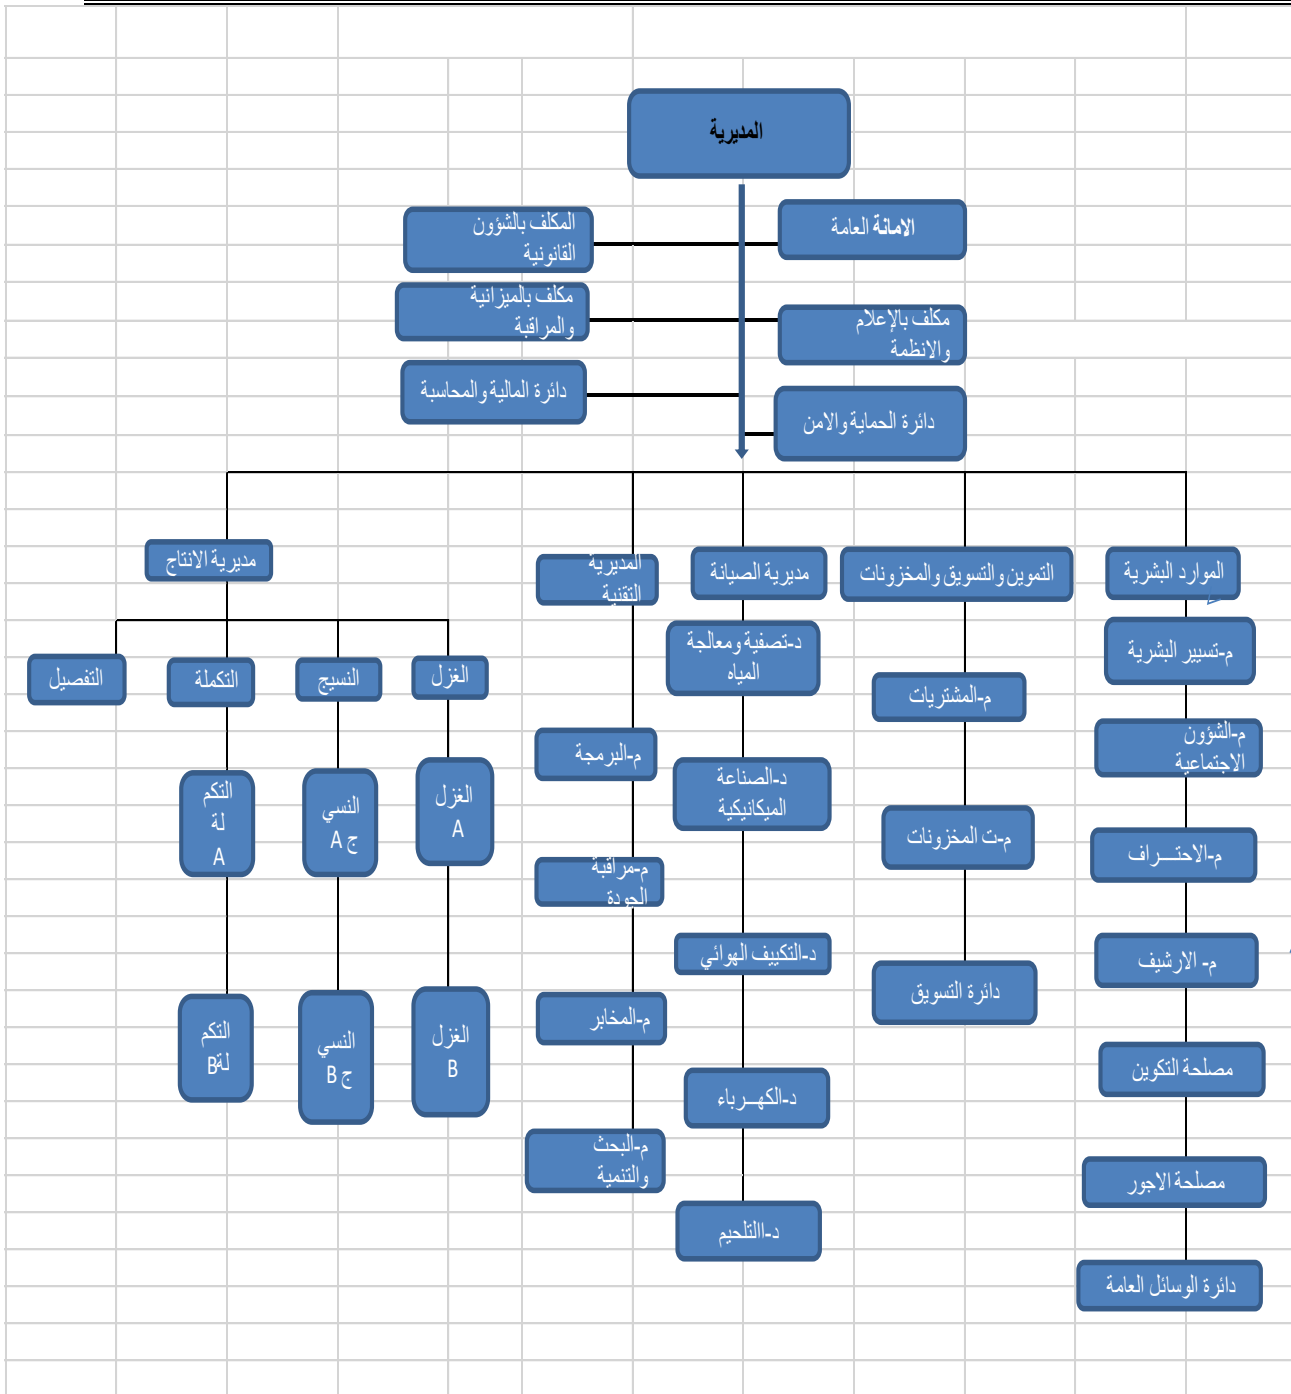 المديرية
الامانة العامة
المكلف بالشؤون
القانونية
مكلف بالإعلام
والانظمة
مكلف بالميزانية
والمراقبة
دائرة الحماية والامن
دائرة المالية والمحاسبة
الموارد البشرية
م-تسيير البشرية
م-الشؤون
الاجتماعية
م-الاحتـــراف
م- الارشيف
مصلحة التكوين
مصلحة الاجور
دائرة الوسائل العامة
التموين والتسويق والمخزونات
م-المشتريات
م-ت المخزونات
دائرة التسويق
مديرية الصيانة
د-تصفية ومعالجة
المياه
د-الصناعة
الميكانيكية
د-التكييف الهوائي
د-الكهـــرباء
د-االتلحيم
المديرية
التقنية
م-البرمجة
م-مراقبة
الجودة
م-المخابر
م-البحث
والتنمية
مديرية الانتاج
الغزل
الغزل
A
الغزل
B
النسيج
النسي
ج A
النسي
ج B
التكملة
التكم
لة
A
التكم
لةB
التفصيل